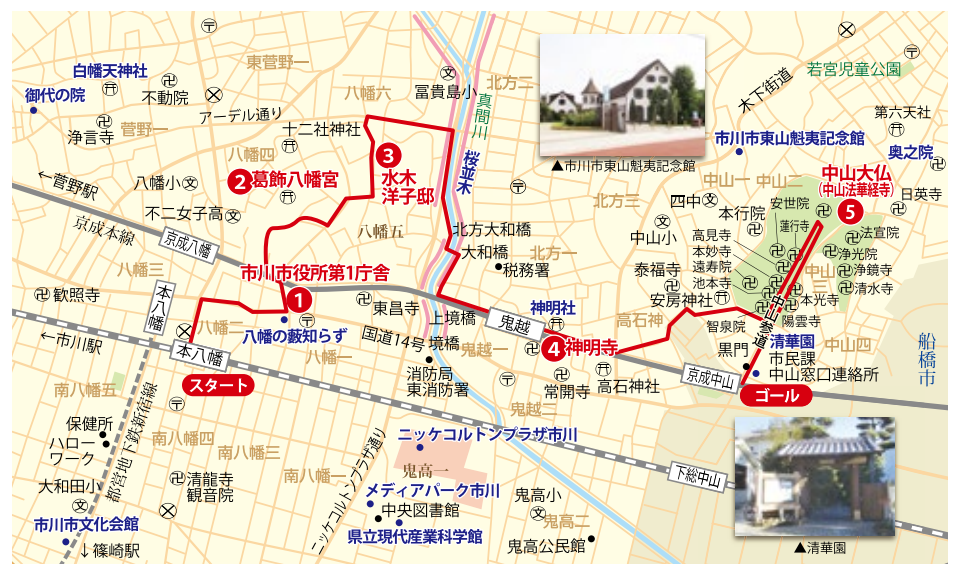 白幡天神社
御代の院
不動院
浄言寺
菅野一
東菅野一
アーデル通り
八幡六
冨貴島小
北方二
真間川
桜並木
▲市川市東山魁夷記念館
木下街道
若宮児童公園
第六天社
奥之院
市川市東山魁夷記念館
十二社神社
八幡四
2
葛飾八幡宮
3
水木
洋子邸
八幡小
不二女子高
←菅野駅
京成本線
京成八幡
八幡五
八幡三
北方三
四中
中山小
中山一
中山二
本行院
安世院
蓮行寺
中山大仏
(中山法華経寺)
5
日英寺
法宣院
浄光院
浄鏡寺
清水寺
中山
三
高見寺
本妙寺
遠寿院
池本寺
泰福寺
安房神社
本光寺
陽雲寺
智泉院
中山参道
北方大和橋
大和橋
北方一
税務署
市川市役所第1庁舎
1
東昌寺
上境橋
境橋
鬼越
神明社
4
神明寺
高石神
高石神社
常開寺
鬼越一
鬼越二
歓照寺
本八幡
八幡二
八幡の藪知らず
国道14号
八幡一
←市川駅
本八幡
スタート
消防局
東消防署
京成中山
黒門
清華園
市民課
中山窓口連絡所
中山四
船橋市
ゴール
南八幡五
都営地下鉄新宿線
保健所
ハロー
ワーク
大和田小
市川市文化会館
↓篠崎駅
南八幡四
南八幡三
清龍寺
観音院
南八幡一
ニッケコルトンプラザ通り
ニッケコルトンプラザ市川
鬼高一
メディアパーク市川
中央図書館
県立現代産業科学館
鬼高小
鬼高二
鬼高公民館
下総中山
▲清華園